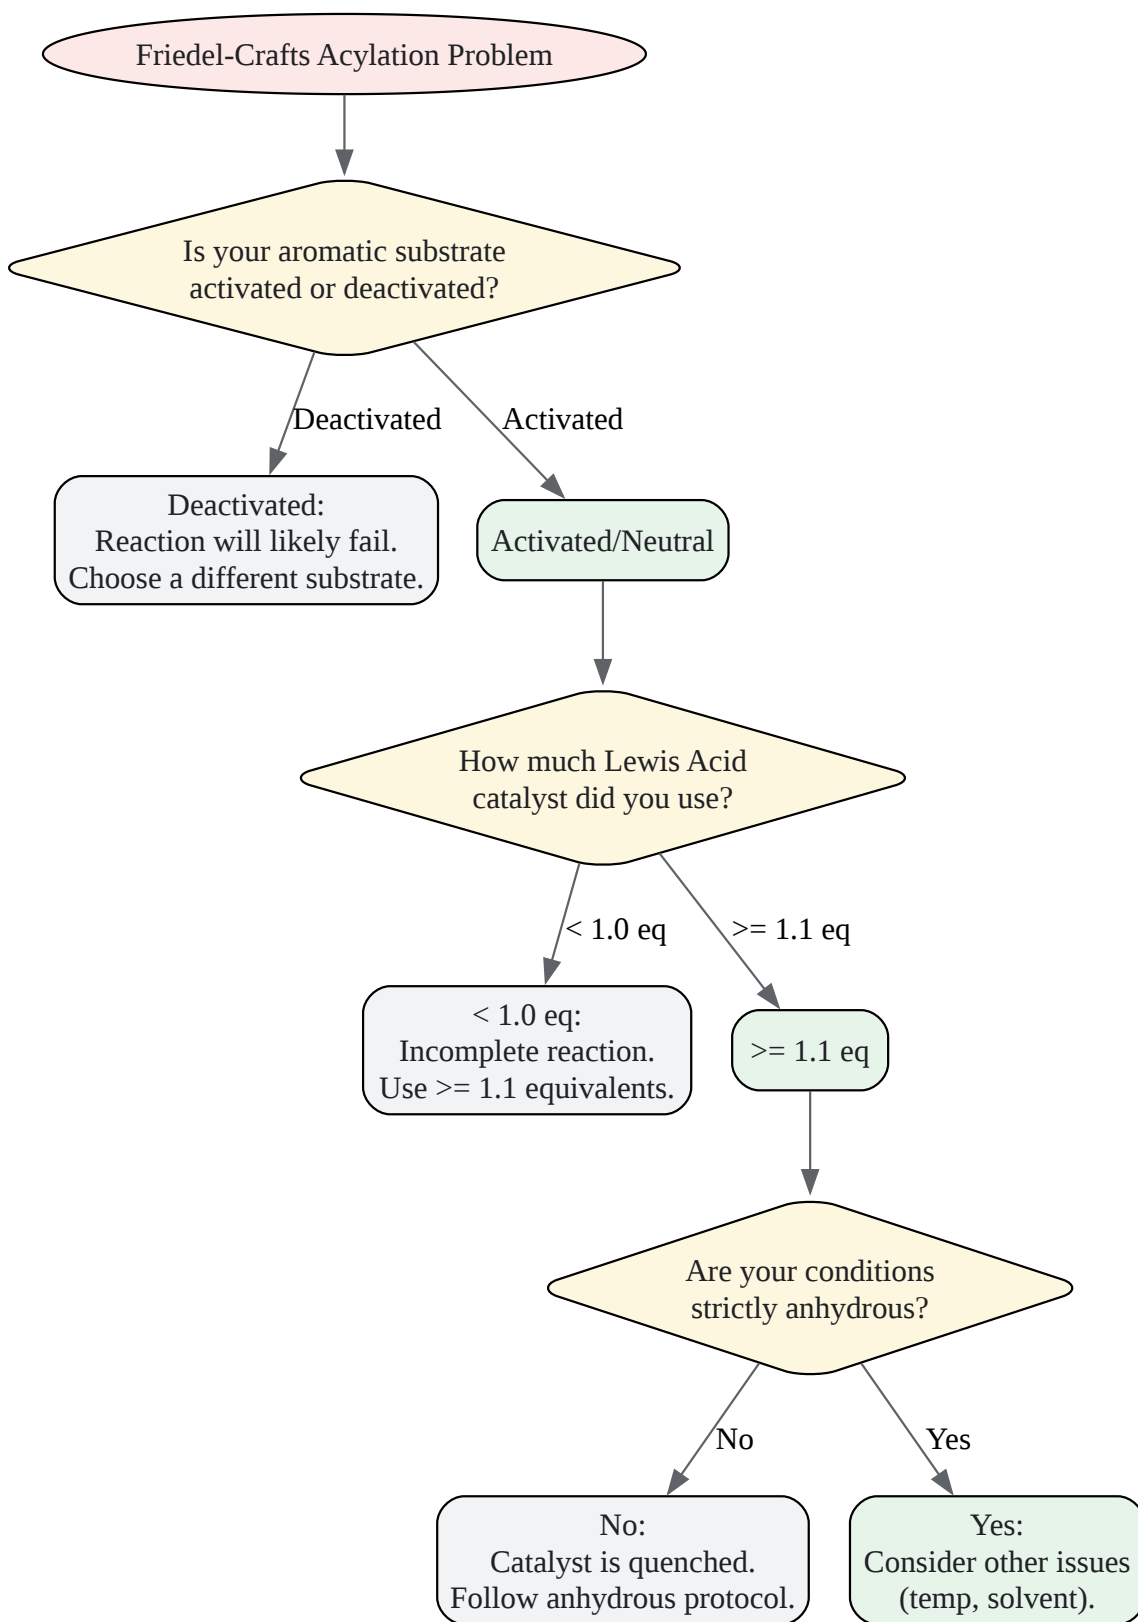 Friedel-Crafts Acylation Problem
Is your aromatic substrate
activated or deactivated?
Deactivated
Activated
Deactivated:
Reaction will likely fail.
Choose a different substrate.
Activated/Neutral
How much Lewis Acid
catalyst did you use?
< 1.0 eq
>= 1.1 eq
< 1.0 eq:
Incomplete reaction.
Use >= 1.1 equivalents.
>= 1.1 eq
Are your conditions
strictly anhydrous?
No
Yes
No:
Catalyst is quenched.
Follow anhydrous protocol.
Yes:
Consider other issues
(temp, solvent).